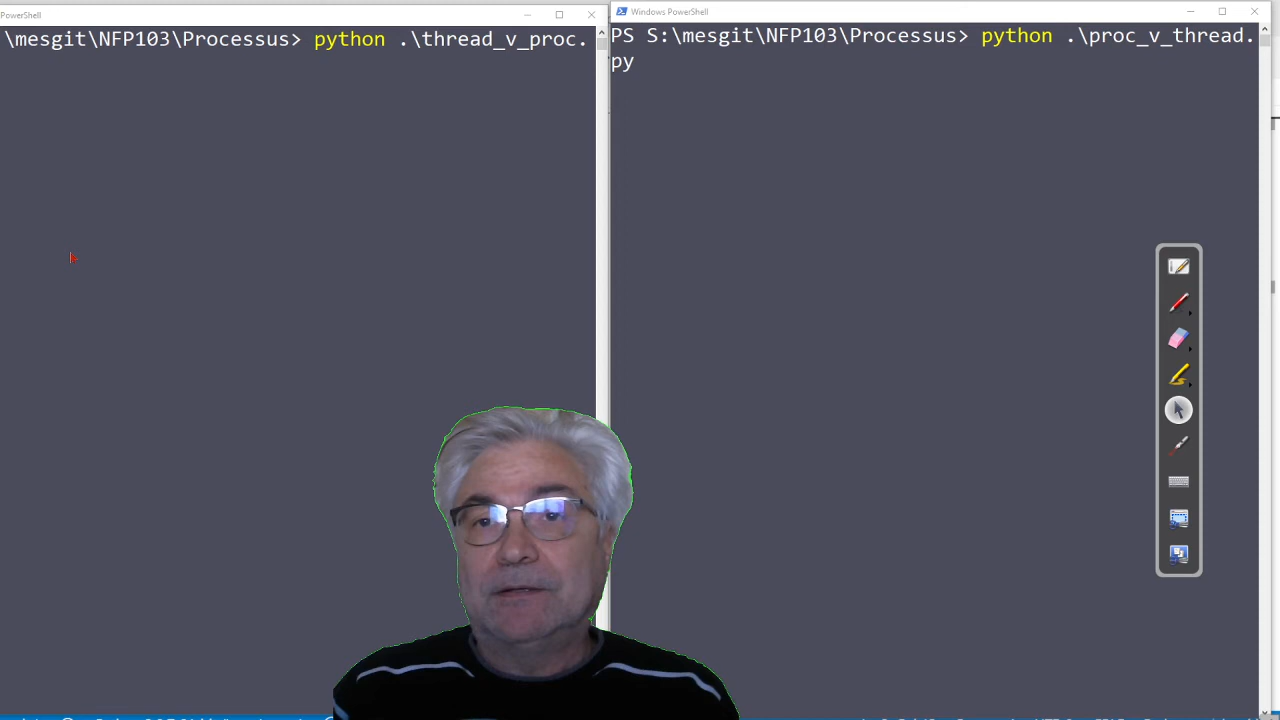 PowerShell
\mesgit\NFP103\Processus> python .\thread_v_proc.
Windows PowerShell
PS S:\mesgit\NFP103\Processus> python .\proc_v_thread.
py